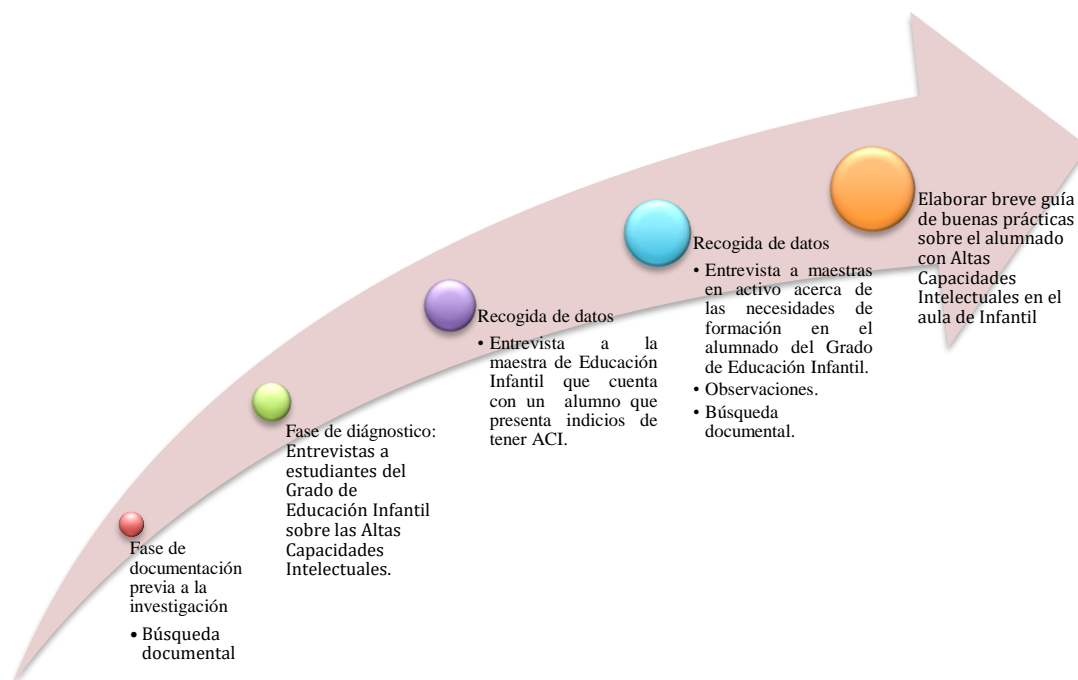 Fase de
documentación
previa a la
investigación
• Búsqueda
documental
Fase de diágnostico:
Entrevistas a
estudiantes del
Grado de
Educación Infantil
sobre las Altas
Capacidades
Intelectuales.
Recogida de datos
• Entrevista a la
maestra de Educación
Infantil que cuenta
con un alumno que
presenta indicios de
tener ACI.
Recogida de datos
• Entrevista a maestras
en activo acerca de
las necesidades de
formación en el
alumnado del Grado
de Educación Infantil.
• Observaciones.
• Búsqueda
documental.
Elaborar breve guía
de buenas prácticas
sobre el alumnado
con Altas
Capacidades
Intelectuales en el
aula de Infantil